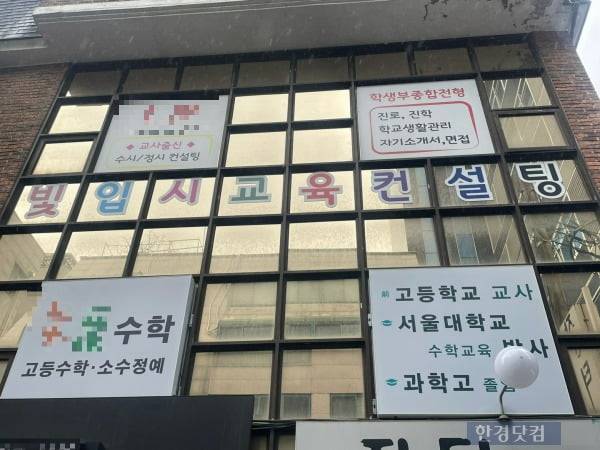 교사출신
수시/정시 컨설팅
학생부종합전형
진로, 진학
학교생활관리
자기소개서,면접
빛입시교육컨설팅
수학
고등수학·소수정예
前 고등학교 교사
서울대학교
수학교육 박사
과학고 졸업
한경닷컴